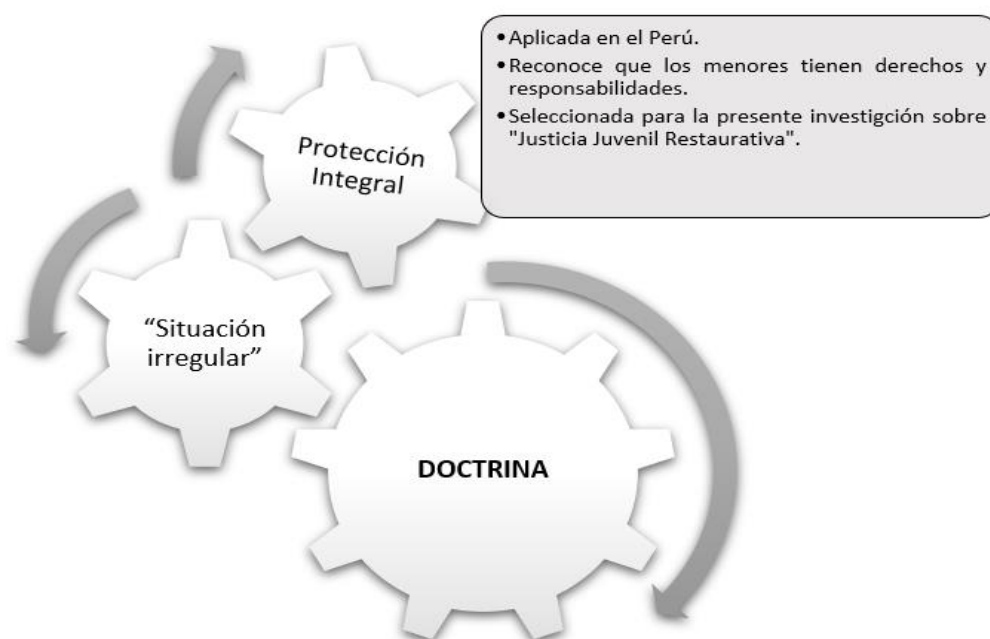 •Aplicada en el Perú.
•Reconoce que los menores tienen derechos y
responsabilidades.
•Seleccionada para la presente investigción sobre
"Justicia Juvenil Restaurativa".
Protección
Integral
“Situación
irregular”
DOCTRINA